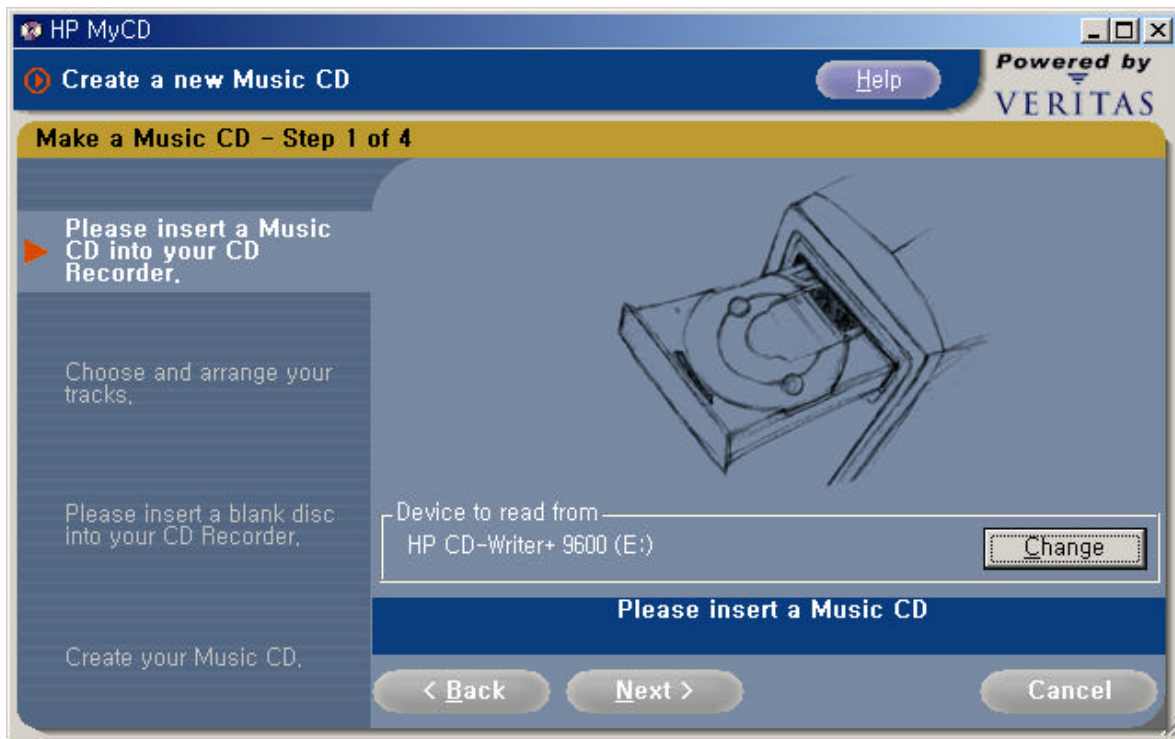 HP MyCD
Create a new Music CD
Help
Powered by
VERITAS
Make a Music CD - Step 1 of 4
Please insert a Music
CD into your CD
Recorder.
Choose and arrange your
tracks.
Please insert a blank disc
into your CD Recorder.
Create your Music CD.
Device to read from
HP CD-Writer+ 9600 (E:)
Change
Please insert a Music CD
< Back
Next >
Cancel